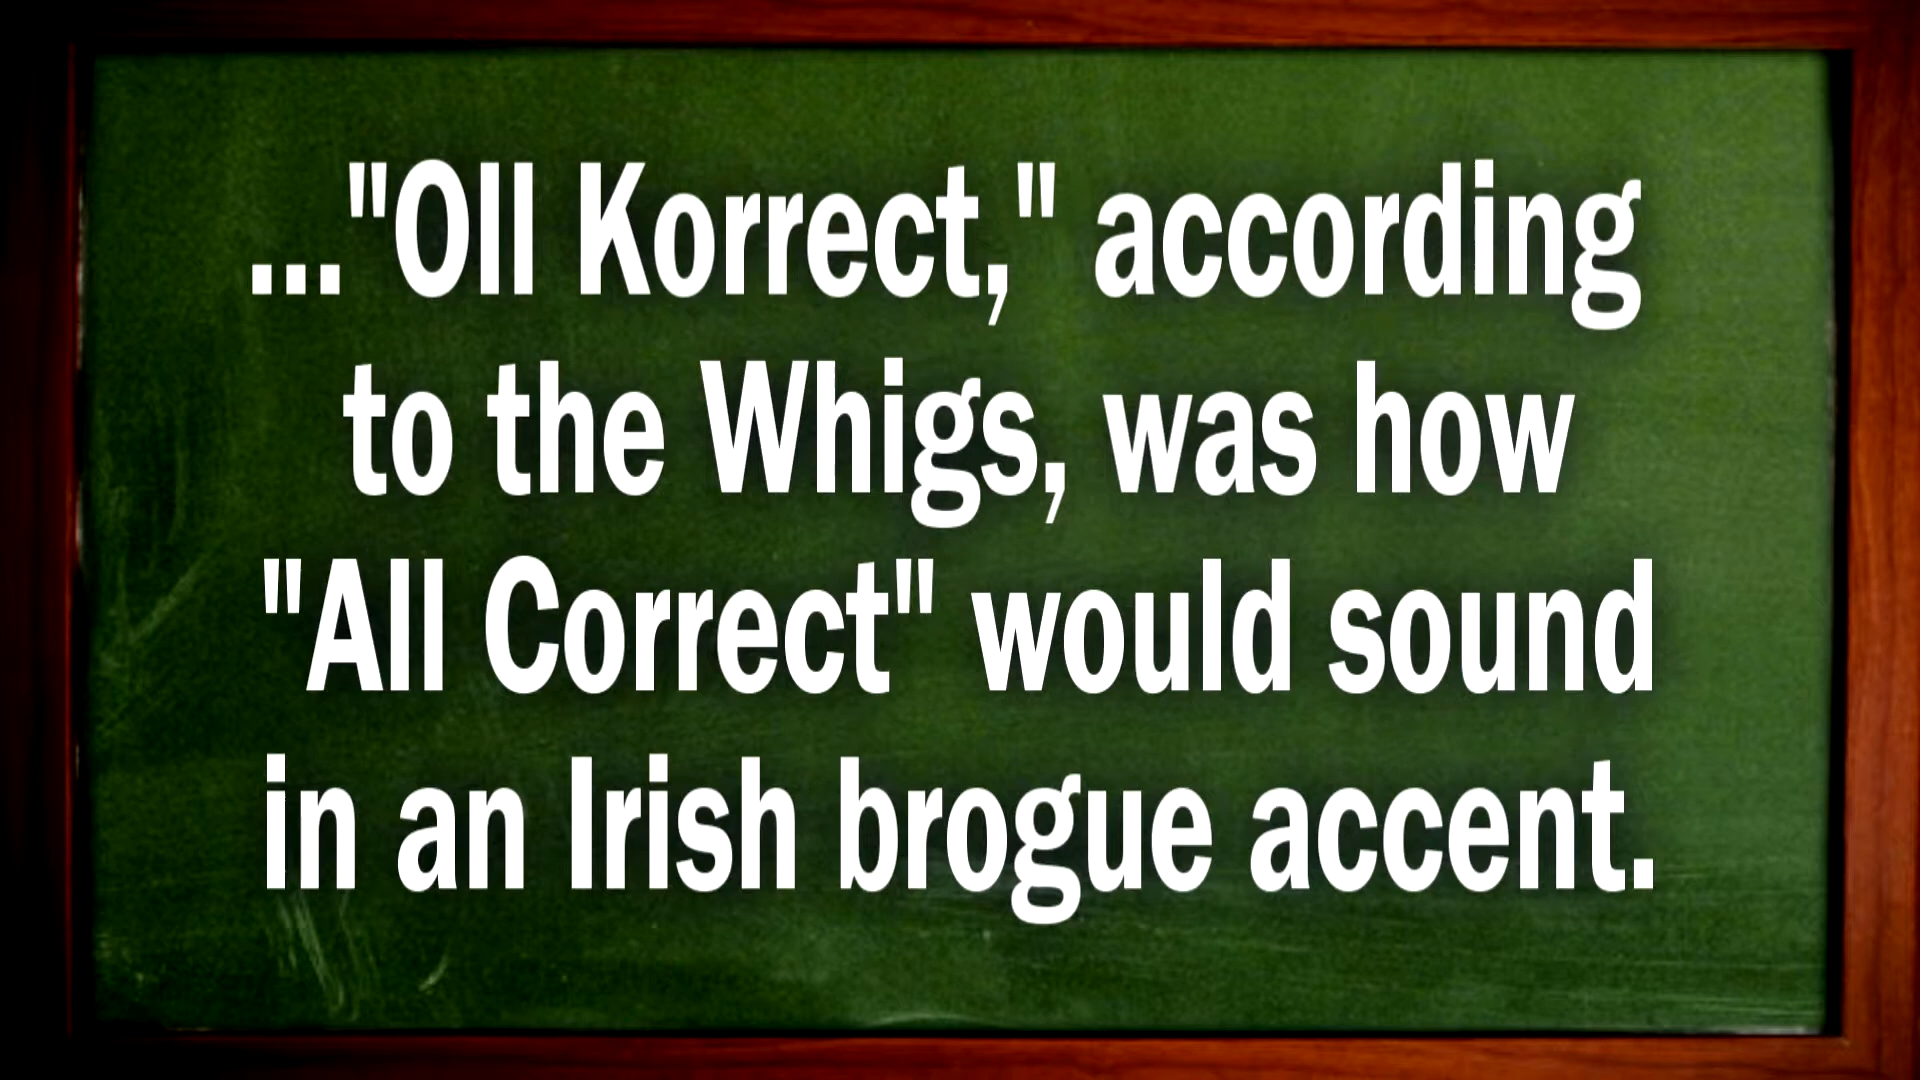 ..."Oll Korrect," according
to the Whigs, was how
"All Correct" would sound
in an Irish brogue accent.